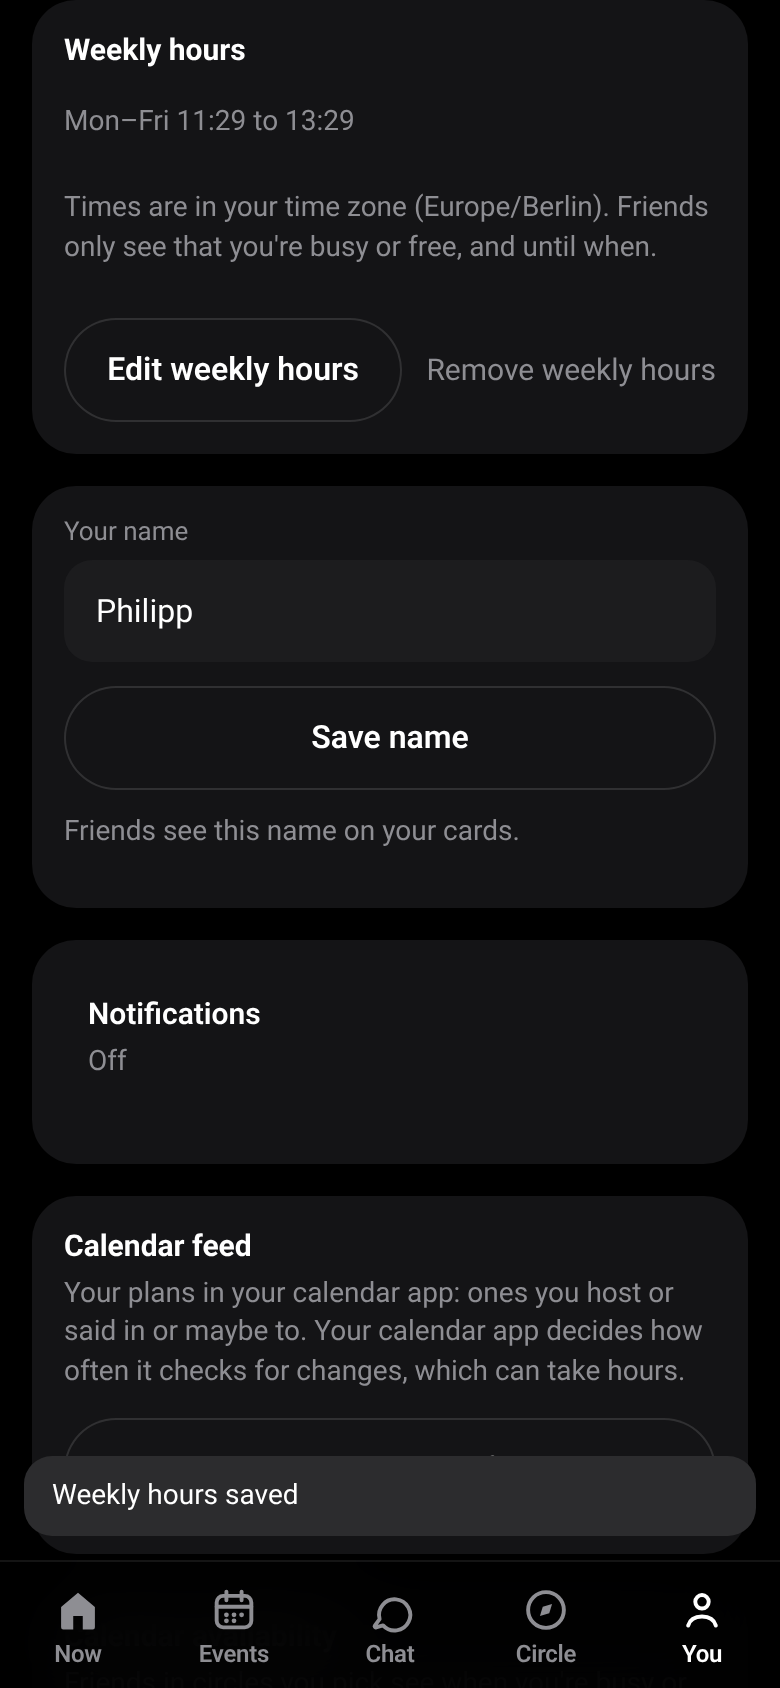 Weekly hours
Mon–Fri 11:29 to 13:29
Times are in your time zone (Europe/Berlin). Friends
only see that you're busy or free, and until when.
Edit weekly hours
Remove weekly hours
Your name
Philipp
Save name
Friends see this name on your cards.
Notifications
Off
Calendar feed
Your plans in your calendar app: ones you host or
said in or maybe to. Your calendar app decides how
often it checks for changes, which can take hours.
Weekly hours saved
Now
Events
Chat
Circle
You